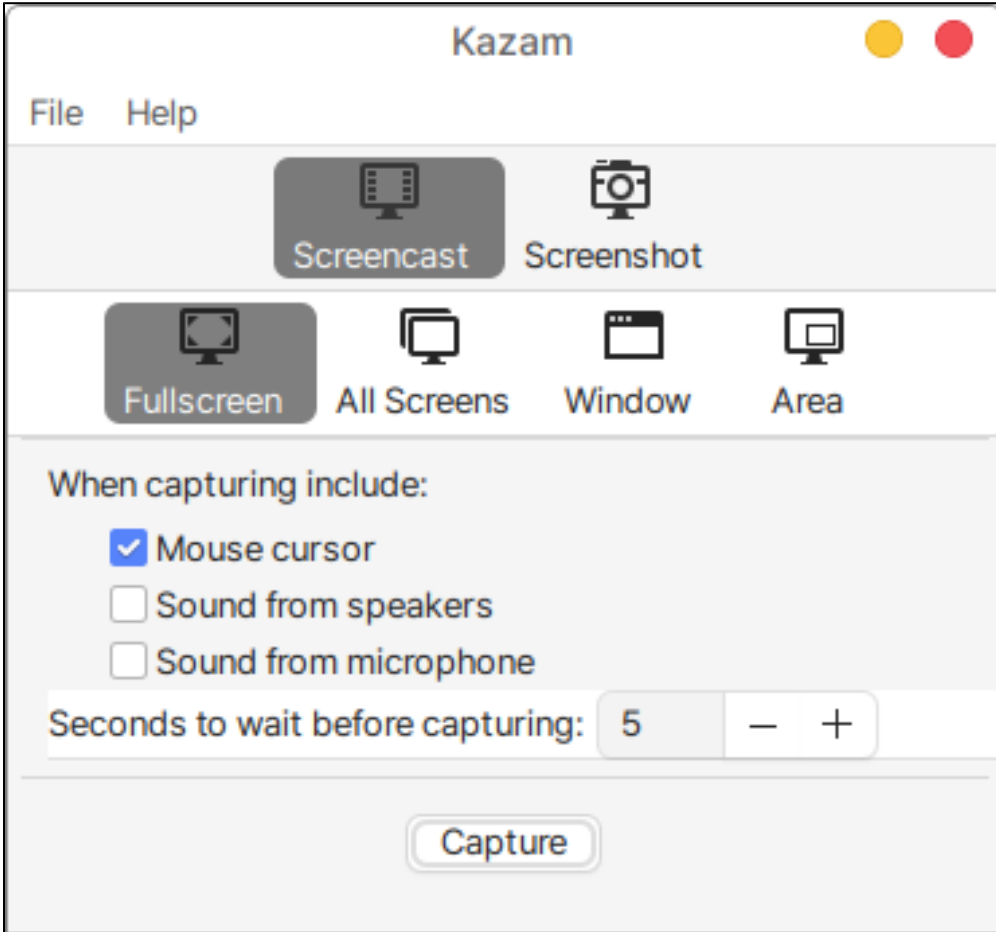 Kazam
File Help
Screencast Screenshot
Fullscreen All Screens Window Area
When capturing include:
Mouse cursor
Sound from speakers
Sound from microphone
Seconds to wait before capturing: 5 − +
Capture